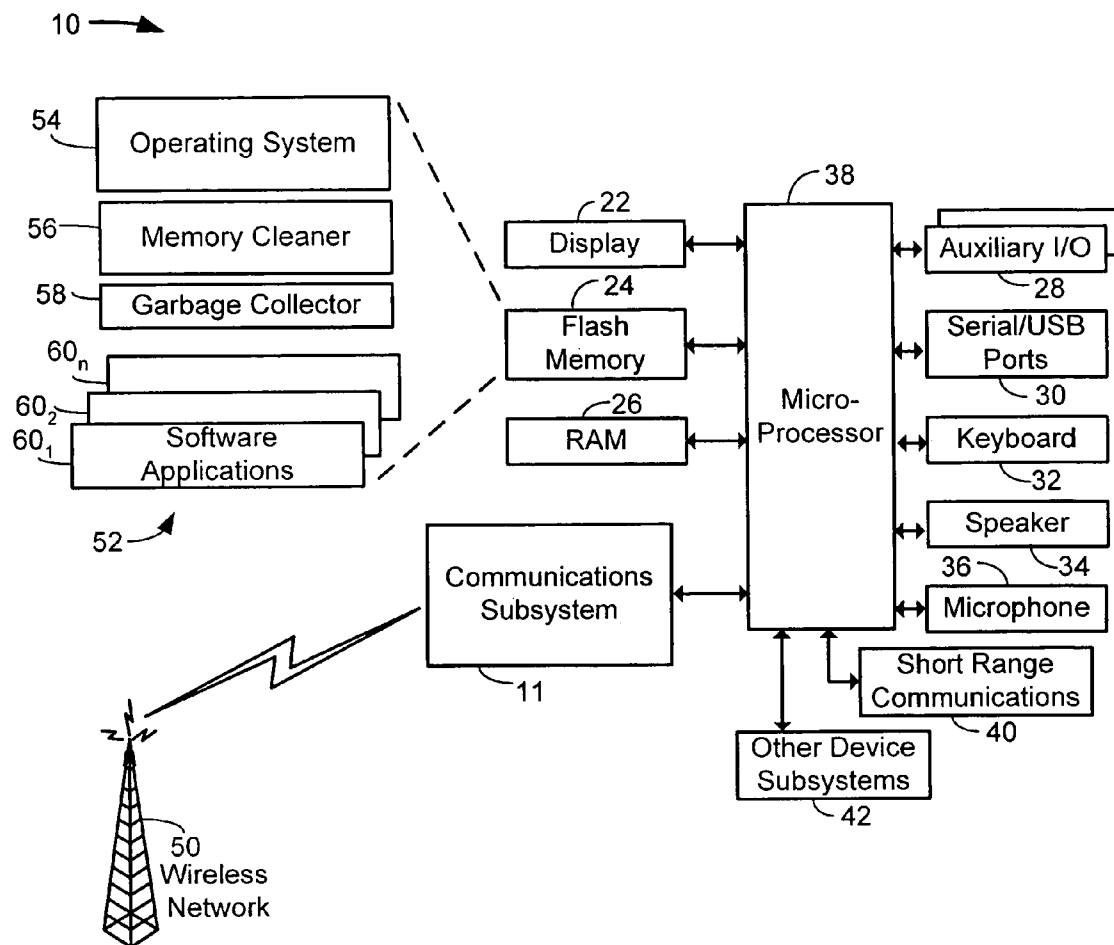 10
54
Operating System
56
Memory Cleaner
58
Garbage Collector
60n
602
601
Software
Applications
52
22
Display
24
Flash
Memory
26
RAM
38
Micro-
Processor
Auxiliary I/O
28
Serial/USB
Ports
30
Keyboard
32
Speaker
34
36
Microphone
Communications
Subsystem
11
Short Range
Communications
40
Other Device
Subsystems
42
50
Wireless
Network